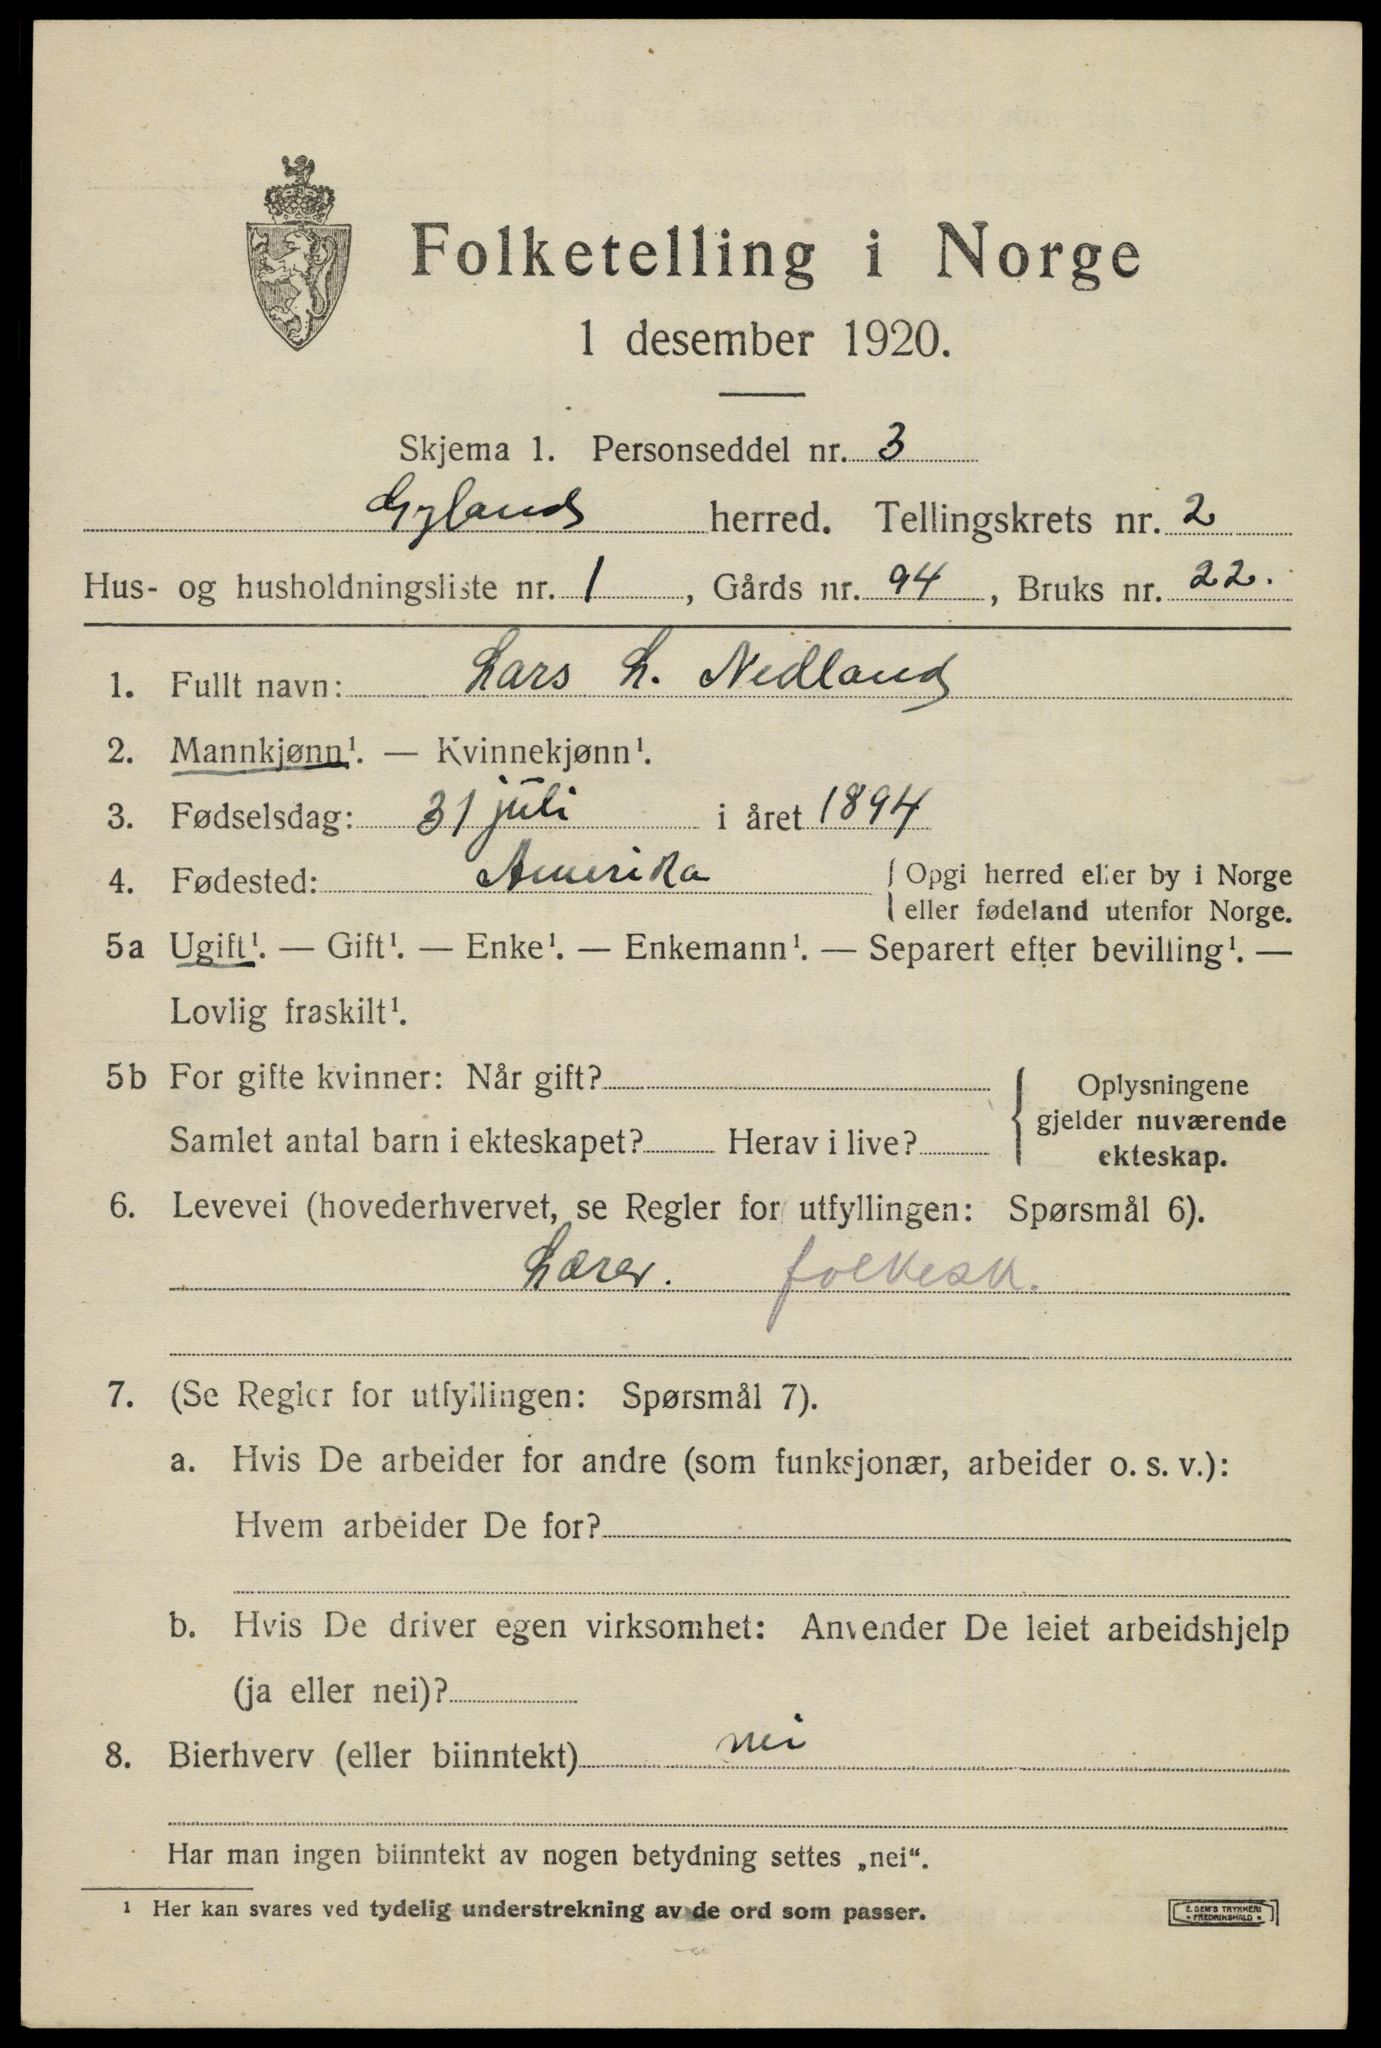 Folketelling i Norge
1 desember 1920.
Skjema 1. Personseddel nr. 3
Gylands herred. Tellingskrets nr. 2
Hus- og husholdningsliste nr. 1, Gårds nr. 94, Bruks nr. 22.
1. Fullt navn: Lars L. Nedland
2. Mannkjønn¹. — Kvinnekjønn¹.
3. Fødselsdag: 31 juli i året 1894
4. Fødested: Amerika { Opgi herred eller by i Norge
eller fødeland utenfor Norge.
5a Ugift¹. — Gift¹. — Enke¹. — Enkemann¹. — Separert efter bevilling¹. —
Lovlig fraskilt¹.
5b For gifte kvinner: Når gift? { Oplysningene
gjelder nuværende
Samlet antal barn i ekteskapet? Herav i live?
ekteskap.
6. Levevei (hovederhvervet, se Regler for utfyllingen: Spørsmål 6).
Lærer. folkesk.
7. (Se Regler for utfyllingen: Spørsmål 7).
a. Hvis De arbeider for andre (som funksjonær, arbeider o. s. v.):
Hvem arbeider De for?
b. Hvis De driver egen virksomhet: Anvender De leiet arbeidshjelp
(ja eller nei)?
8. Bierhverv (eller biinntekt) nei
Har man ingen biinntekt av nogen betydning settes „nei“.
¹ Her kan svares ved tydelig understrekning av de ord som passer.
E. SEM'S TRYKKERI
• FREDRIKSHALD •